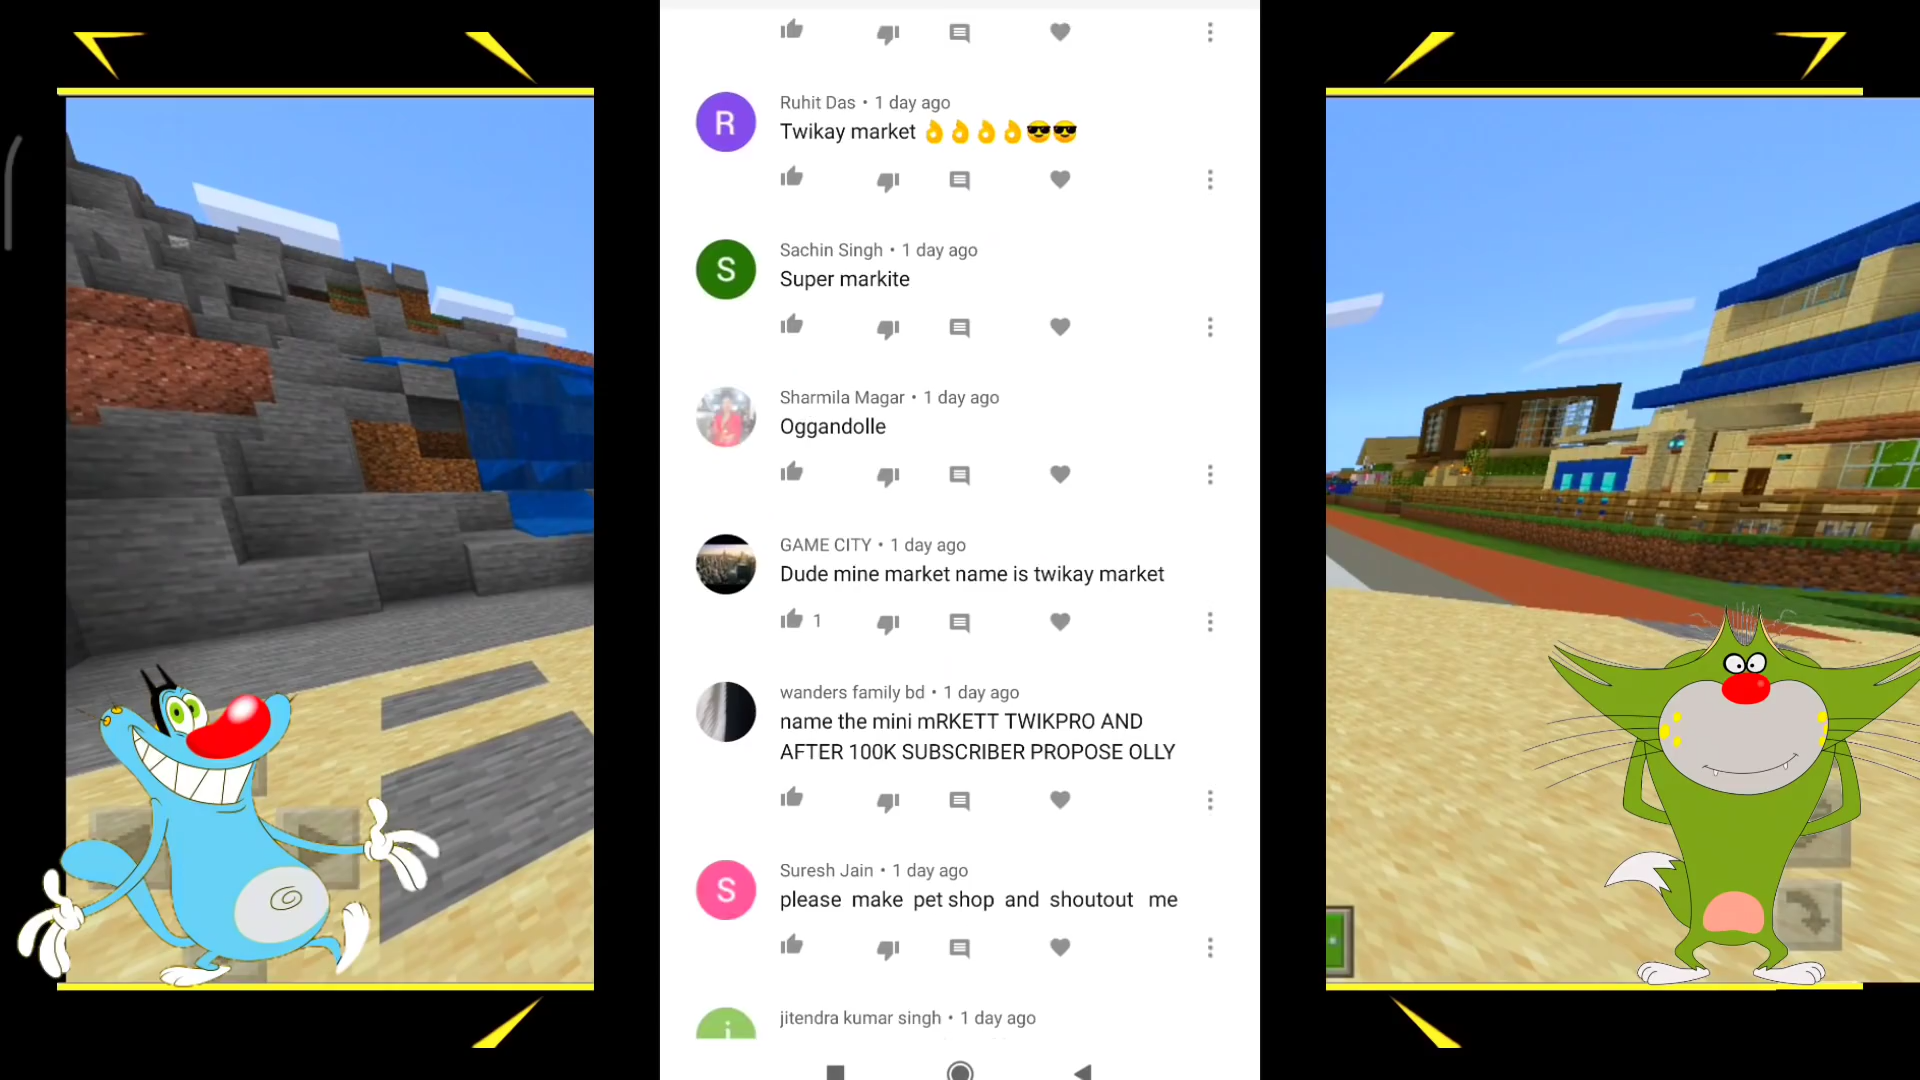 Ruhit Das • 1 day ago
Twikay market 👌👌👌👌😎😎
Sachin Singh • 1 day ago
Super markite
Sharmila Magar • 1 day ago
Oggandolle
GAME CITY • 1 day ago
Dude mine market name is twikay market
1
wanders family bd • 1 day ago
name the mini mRKETT TWIKPRO AND
AFTER 100K SUBSCRIBER PROPOSE OLLY
Suresh Jain • 1 day ago
please make pet shop and shoutout me
jitendra kumar singh • 1 day ago
R
S
S
j